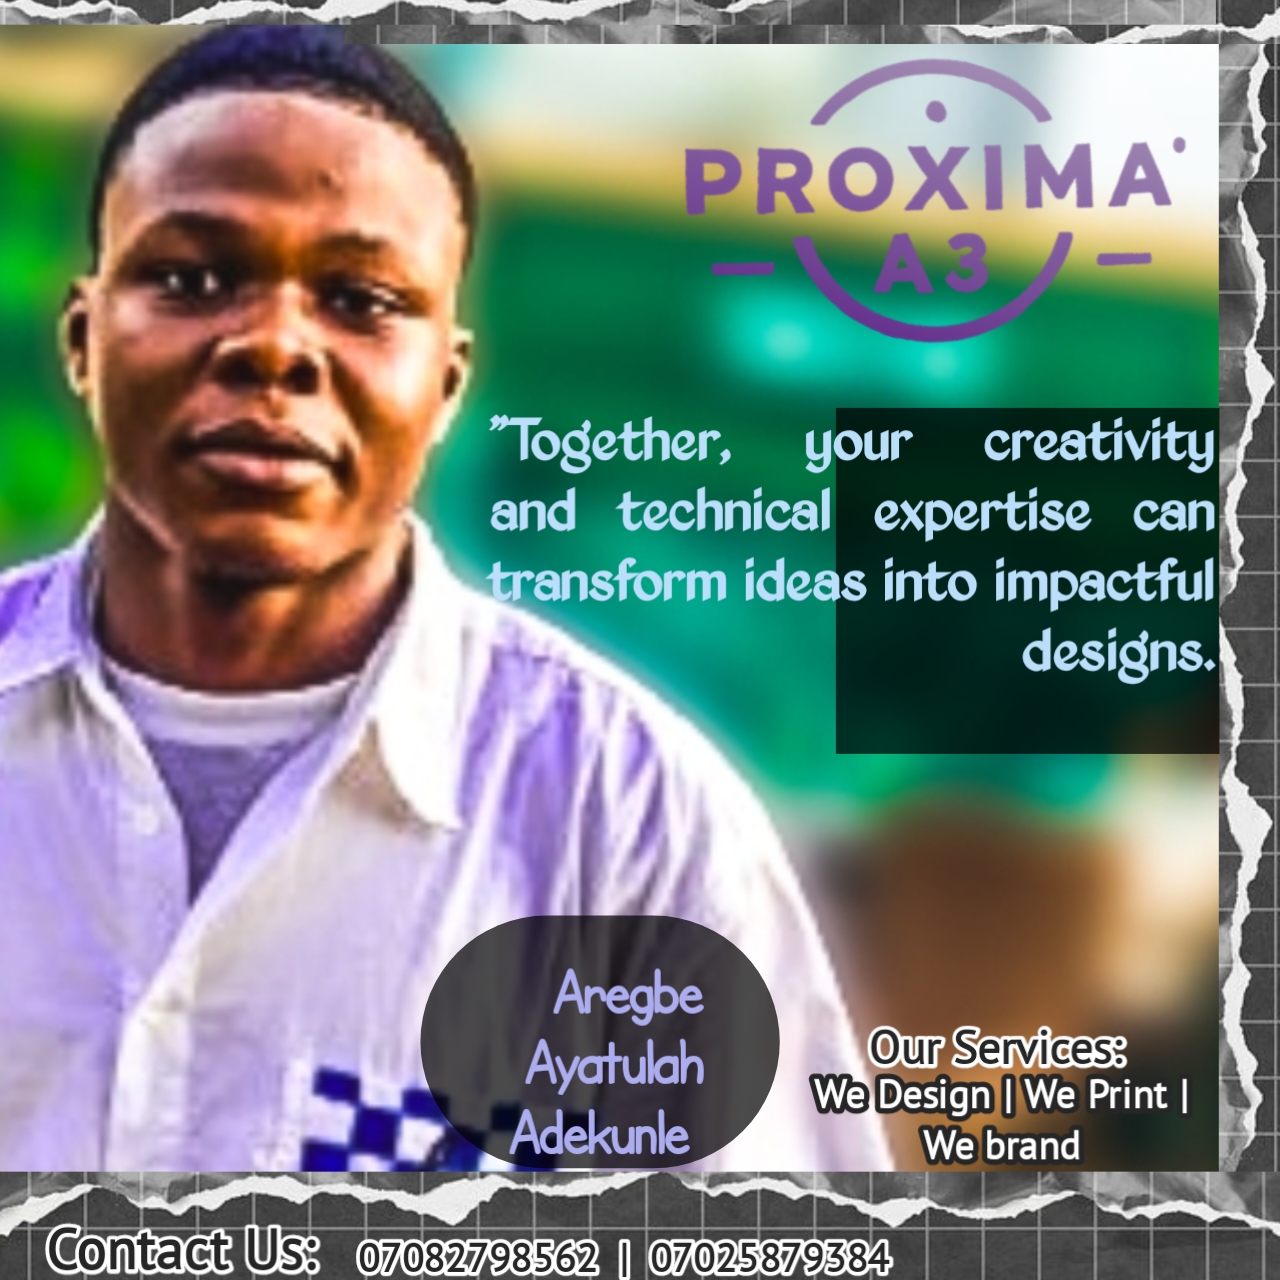 PROXIMA
A3
"Together, your creativity
and technical expertise can
transform ideas into impactful
designs.
Aregbe
Ayatulah
Adekunle
Our Services:
We Design | We Print |
We brand
Contact Us: 07082798562 | 07025879384